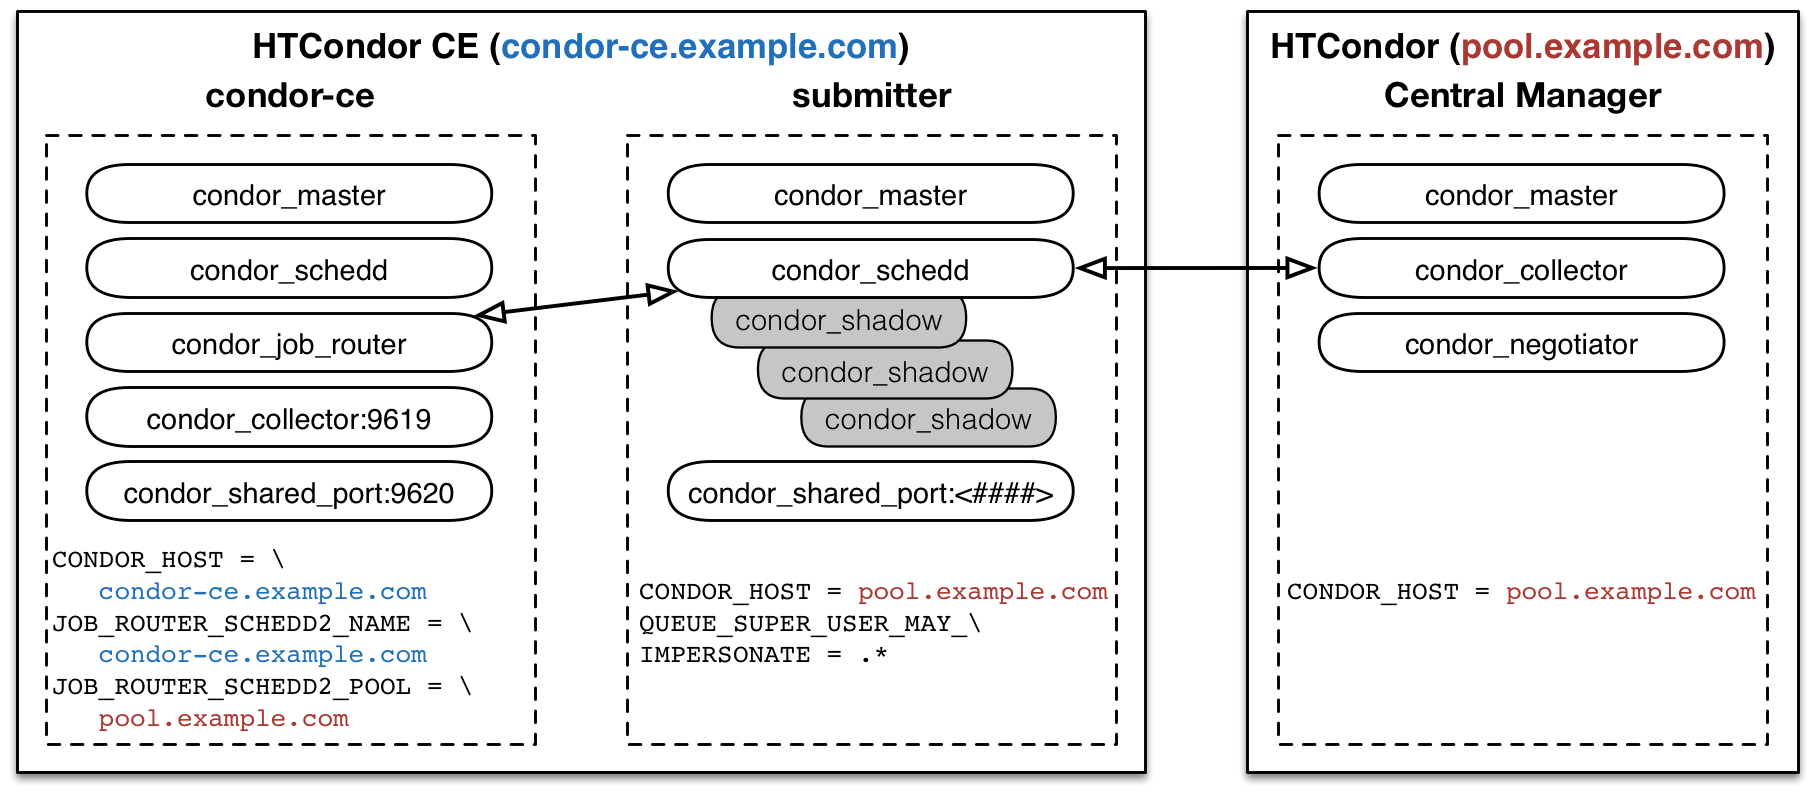 HTCondor CE (condor-ce.example.com)
condor-ce
condor_master
condor_schedd
condor_job_router
condor_collector:9619
condor_shared_port:9620
CONDOR_HOST = \
condor-ce.example.com
JOB_ROUTER_SCHEDD2_NAME = \
condor-ce.example.com
JOB_ROUTER_SCHEDD2_POOL = \
pool.example.com
submitter
condor_master
condor_schedd
condor_shadow
condor_shadow
condor_shadow
condor_shared_port:<####>
CONDOR_HOST = pool.example.com
QUEUE_SUPER_USER_MAY_\
IMPERSONATE = .*
HTCondor (pool.example.com)
Central Manager
condor_master
condor_collector
condor_negotiator
CONDOR_HOST = pool.example.com